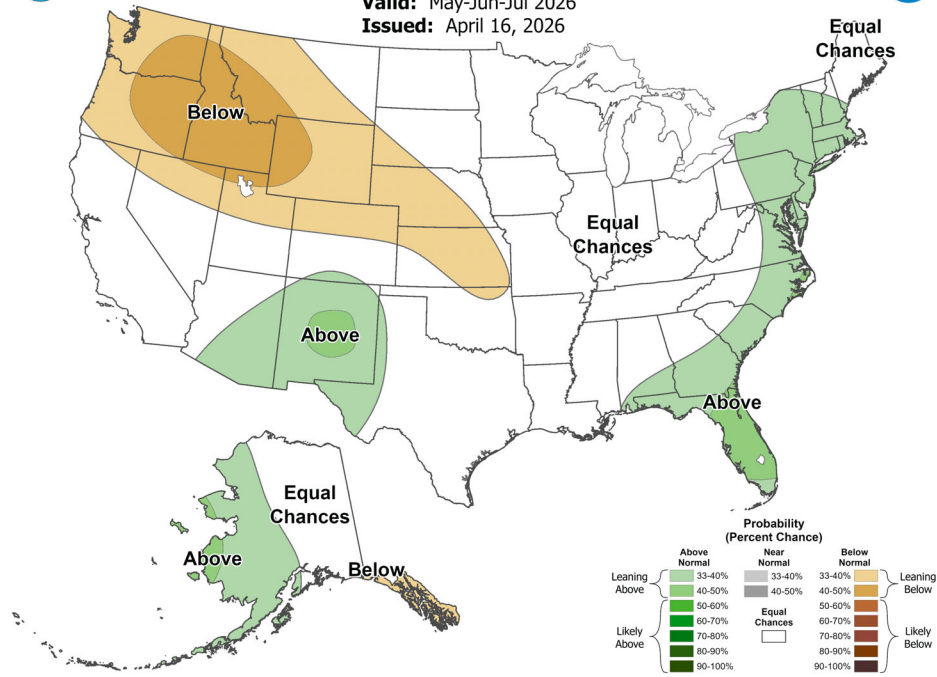 Valid: May-Jun-Jul 2026
Issued: April 16, 2026
Equal
Chances
Below
Equal
Chances
Above
Above
Equal
Chances
Above
Below
Probability
(Percent Chance)
Above
Normal
Near
Normal
Below
Normal
Leaning
Above
33-40%
40-50%
33-40%
40-50%
33-40%
40-50%
Leaning
Below
Likely
Above
50-60%
60-70%
70-80%
80-90%
90-100%
Equal
Chances
50-60%
60-70%
70-80%
80-90%
90-100%
Likely
Below